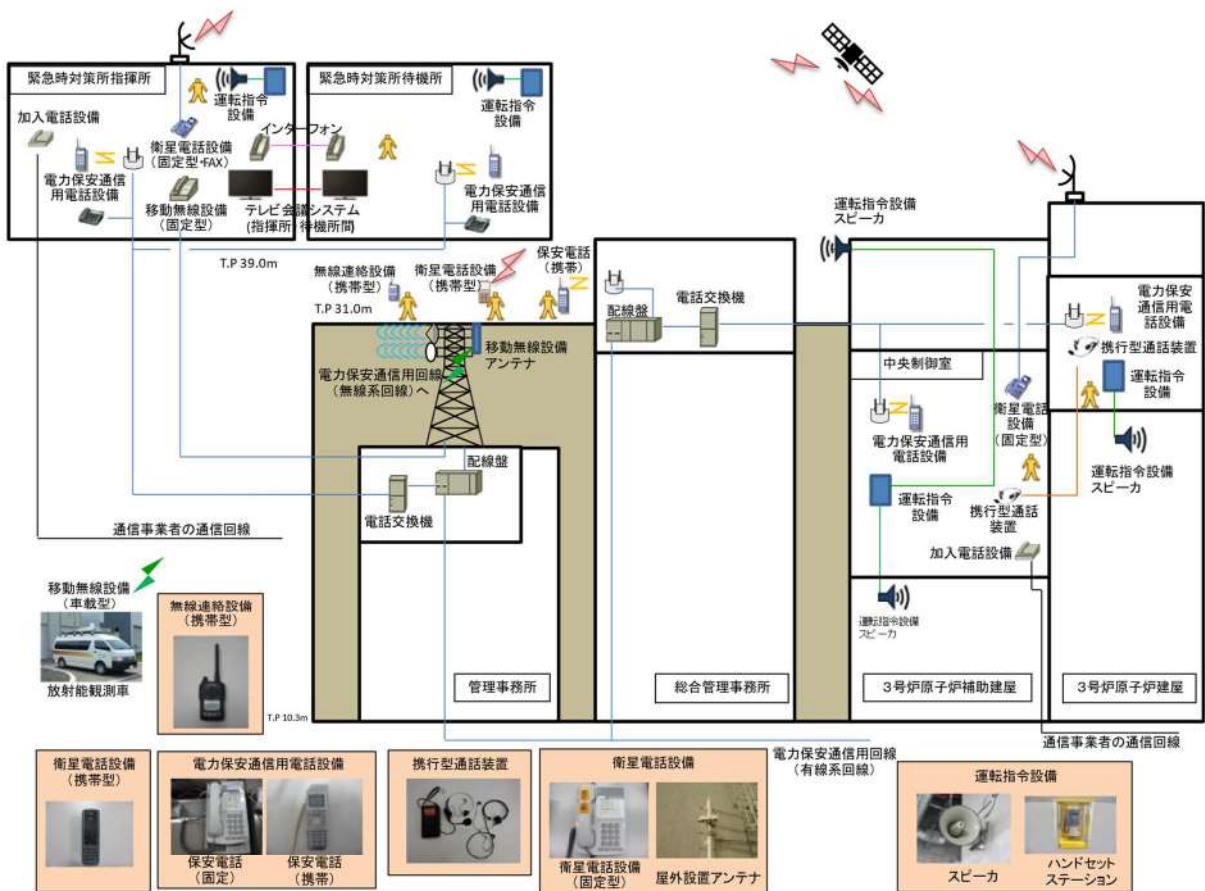 緊急時対策所指揮所
運転指令
設備
加入電話設備
衛星電話設備
(固定型・FAX)
インターフォン
電力保安通信
用電話設備
移動無線設備
(固定型)
テレビ会議システム
(指揮所/待機所間)
緊急時対策所待機所
運転指令
設備
電力保安通信
用電話設備
T.P 39.0m
無線連絡設備
(携帯型)
衛星電話設備
(携帯型)
保安電話
(携帯)
T.P 31.0m
移動無線設備
アンテナ
電力保安通信用回線
(無線系回線)へ
配線盤
電話交換機
通信事業者の通信回線
管理事務所
配線盤
電話交換機
総合管理事務所
運転指令設備
スピーカ
中央制御室
電力保安通信用
電話設備
衛星電話
設備
(固定型)
運転指令
設備
携行型通話
装置
加入電話設備
運転指令設備
スピーカ
3号炉原子炉補助建屋
電力保安
通信用電
話設備
携行型通話装置
運転指令
設備
運転指令設備
スピーカ
3号炉原子炉建屋
移動無線設備
(車載型)
放射能観測車
無線連絡設備
(携帯型)
T.P 10.3m
電力保安通信用回線
(有線系回線)
通信事業者の通信回線
衛星電話設備
(携帯型)
電力保安通信用電話設備
保安電話
(固定)
保安電話
(携帯)
携行型通話装置
衛星電話設備
衛星電話設備
(固定型)
屋外設置アンテナ
運転指令設備
スピーカ
ハンドセット
ステーション